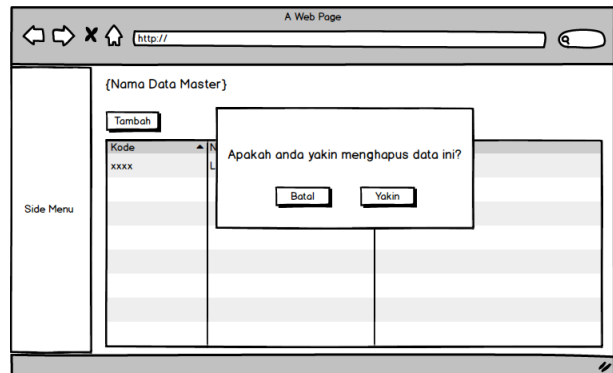 A Web Page
http://
{Nama Data Master}
Tambah
Kode N
xxxx L
Apakah anda yakin menghapus data ini?
Batal Yakin
Side Menu